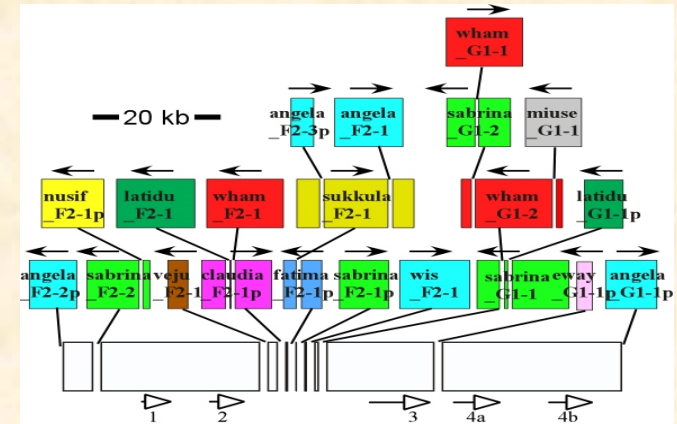 wham
_G1-1
20 kb
angela
_F2-3p
angela
_F2-1
sabrina
_G1-2
miuse
_G1-1
nusif
_F2-1p
latidu
_F2-1
wham
_F2-1
sukkula
_F2-1
wham
_G1-2
latidu
_G1-1p
angela
_F2-2p
sabrina
_F2-2
veju
_F2-1
claudia
_F2-1p
fatima
_F2-1p
sabrina
_F2-1p
wis
_F2-1
sabrina
_G1-1
eway
_G1-1p
angela
_G1-1p
1
2
3
4a
4b